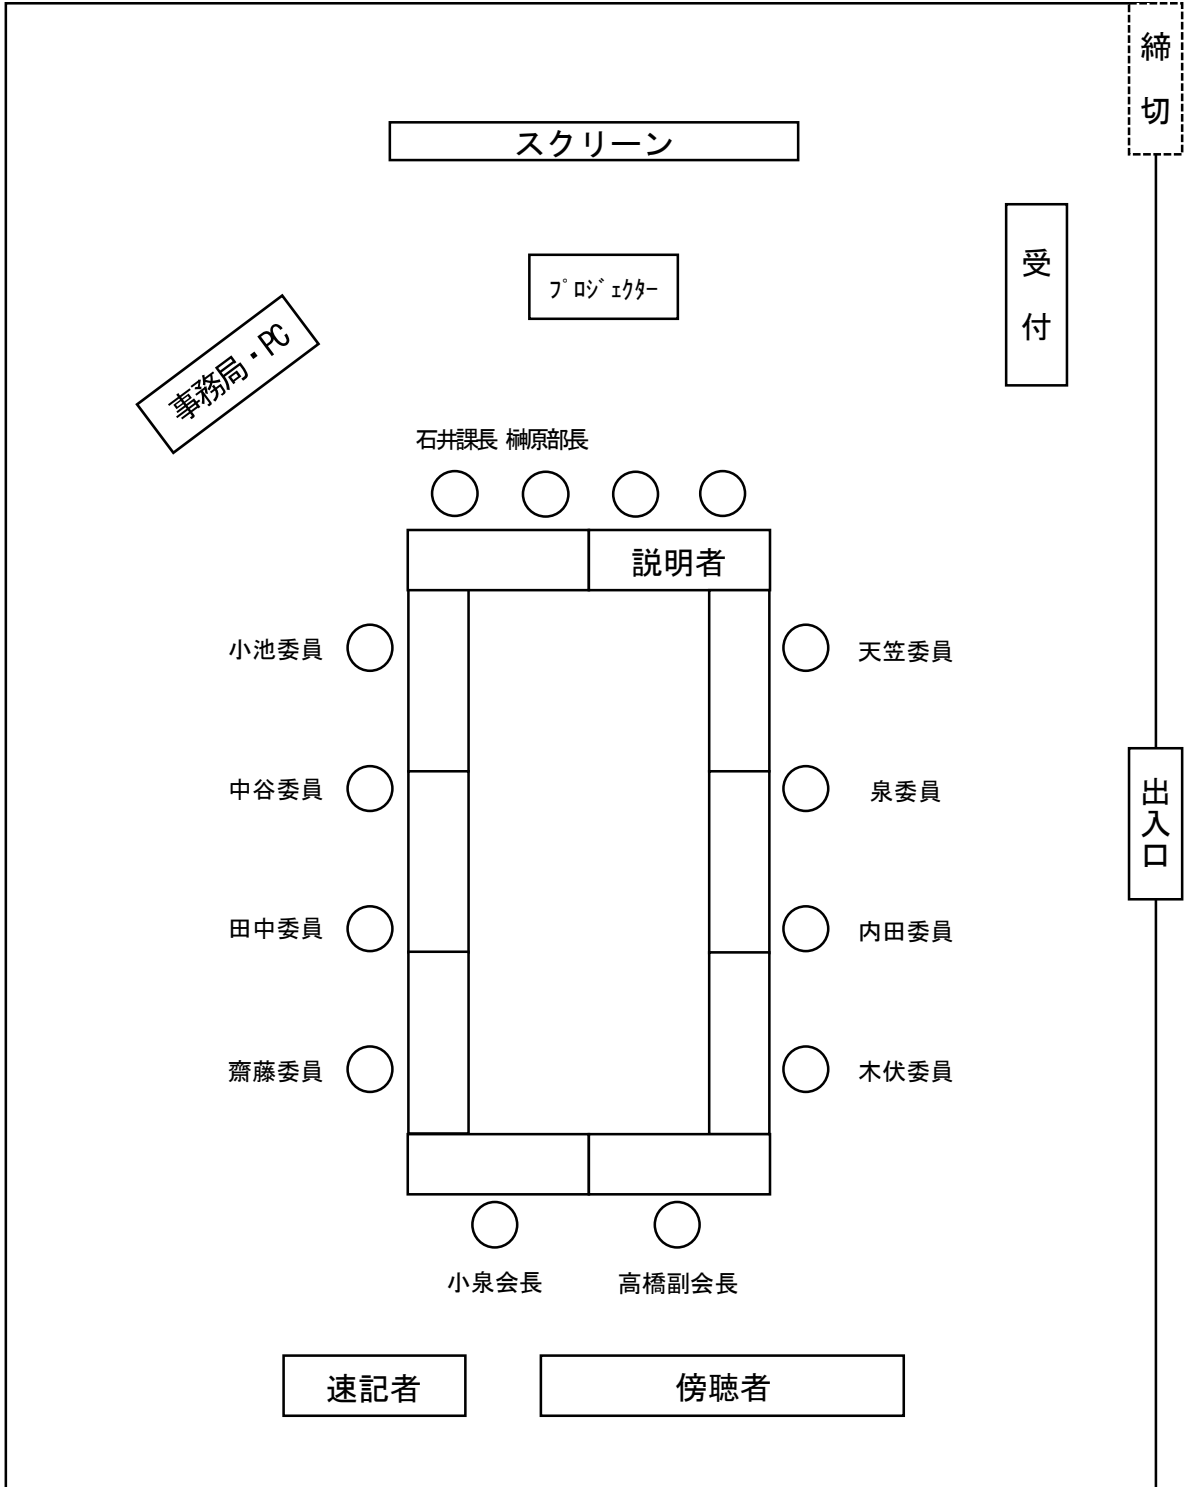 締切
スクリーン
受付
ﾌﾟﾛｼﾞｪｸﾀｰ
事務局・PC
石井課長 榊原部長
説明者
小池委員
天笠委員
中谷委員
泉委員
出入口
田中委員
内田委員
齋藤委員
木伏委員
小泉会長
高橋副会長
速記者
傍聴者